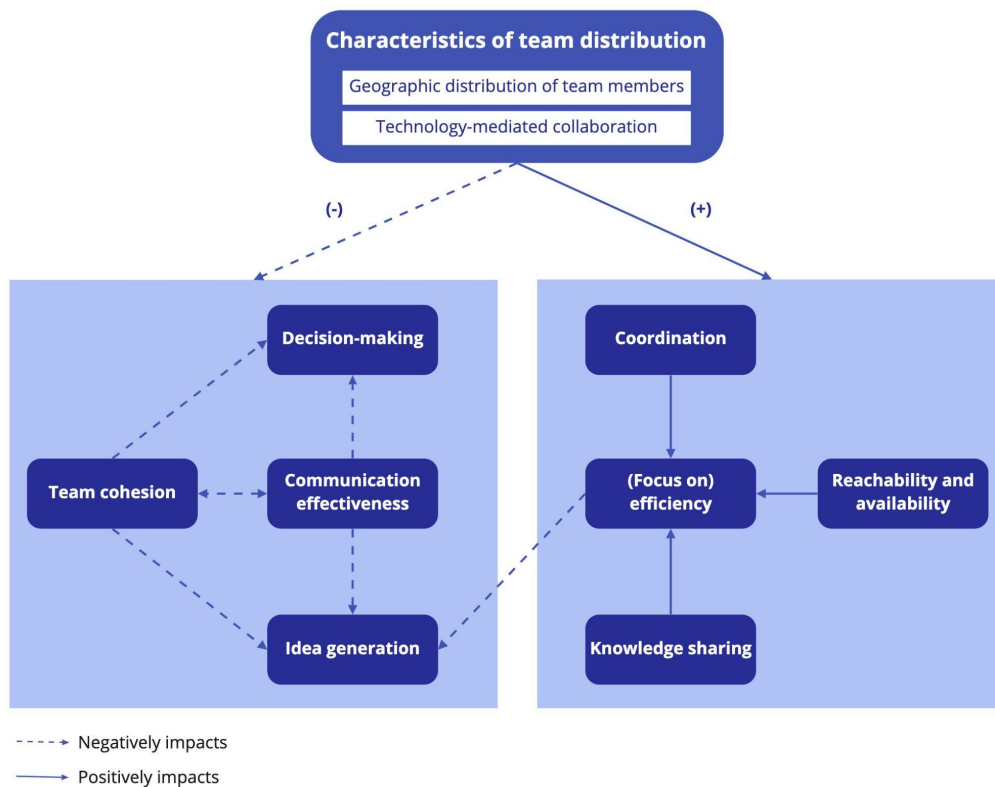 Characteristics of team distribution
Geographic distribution of team members
Technology-mediated collaboration
(-)
(+)
Decision-making
Team cohesion
Communication
effectiveness
Idea generation
Coordination
(Focus on)
efficiency
Reachability and
availability
Knowledge sharing
Negatively impacts
Positively impacts